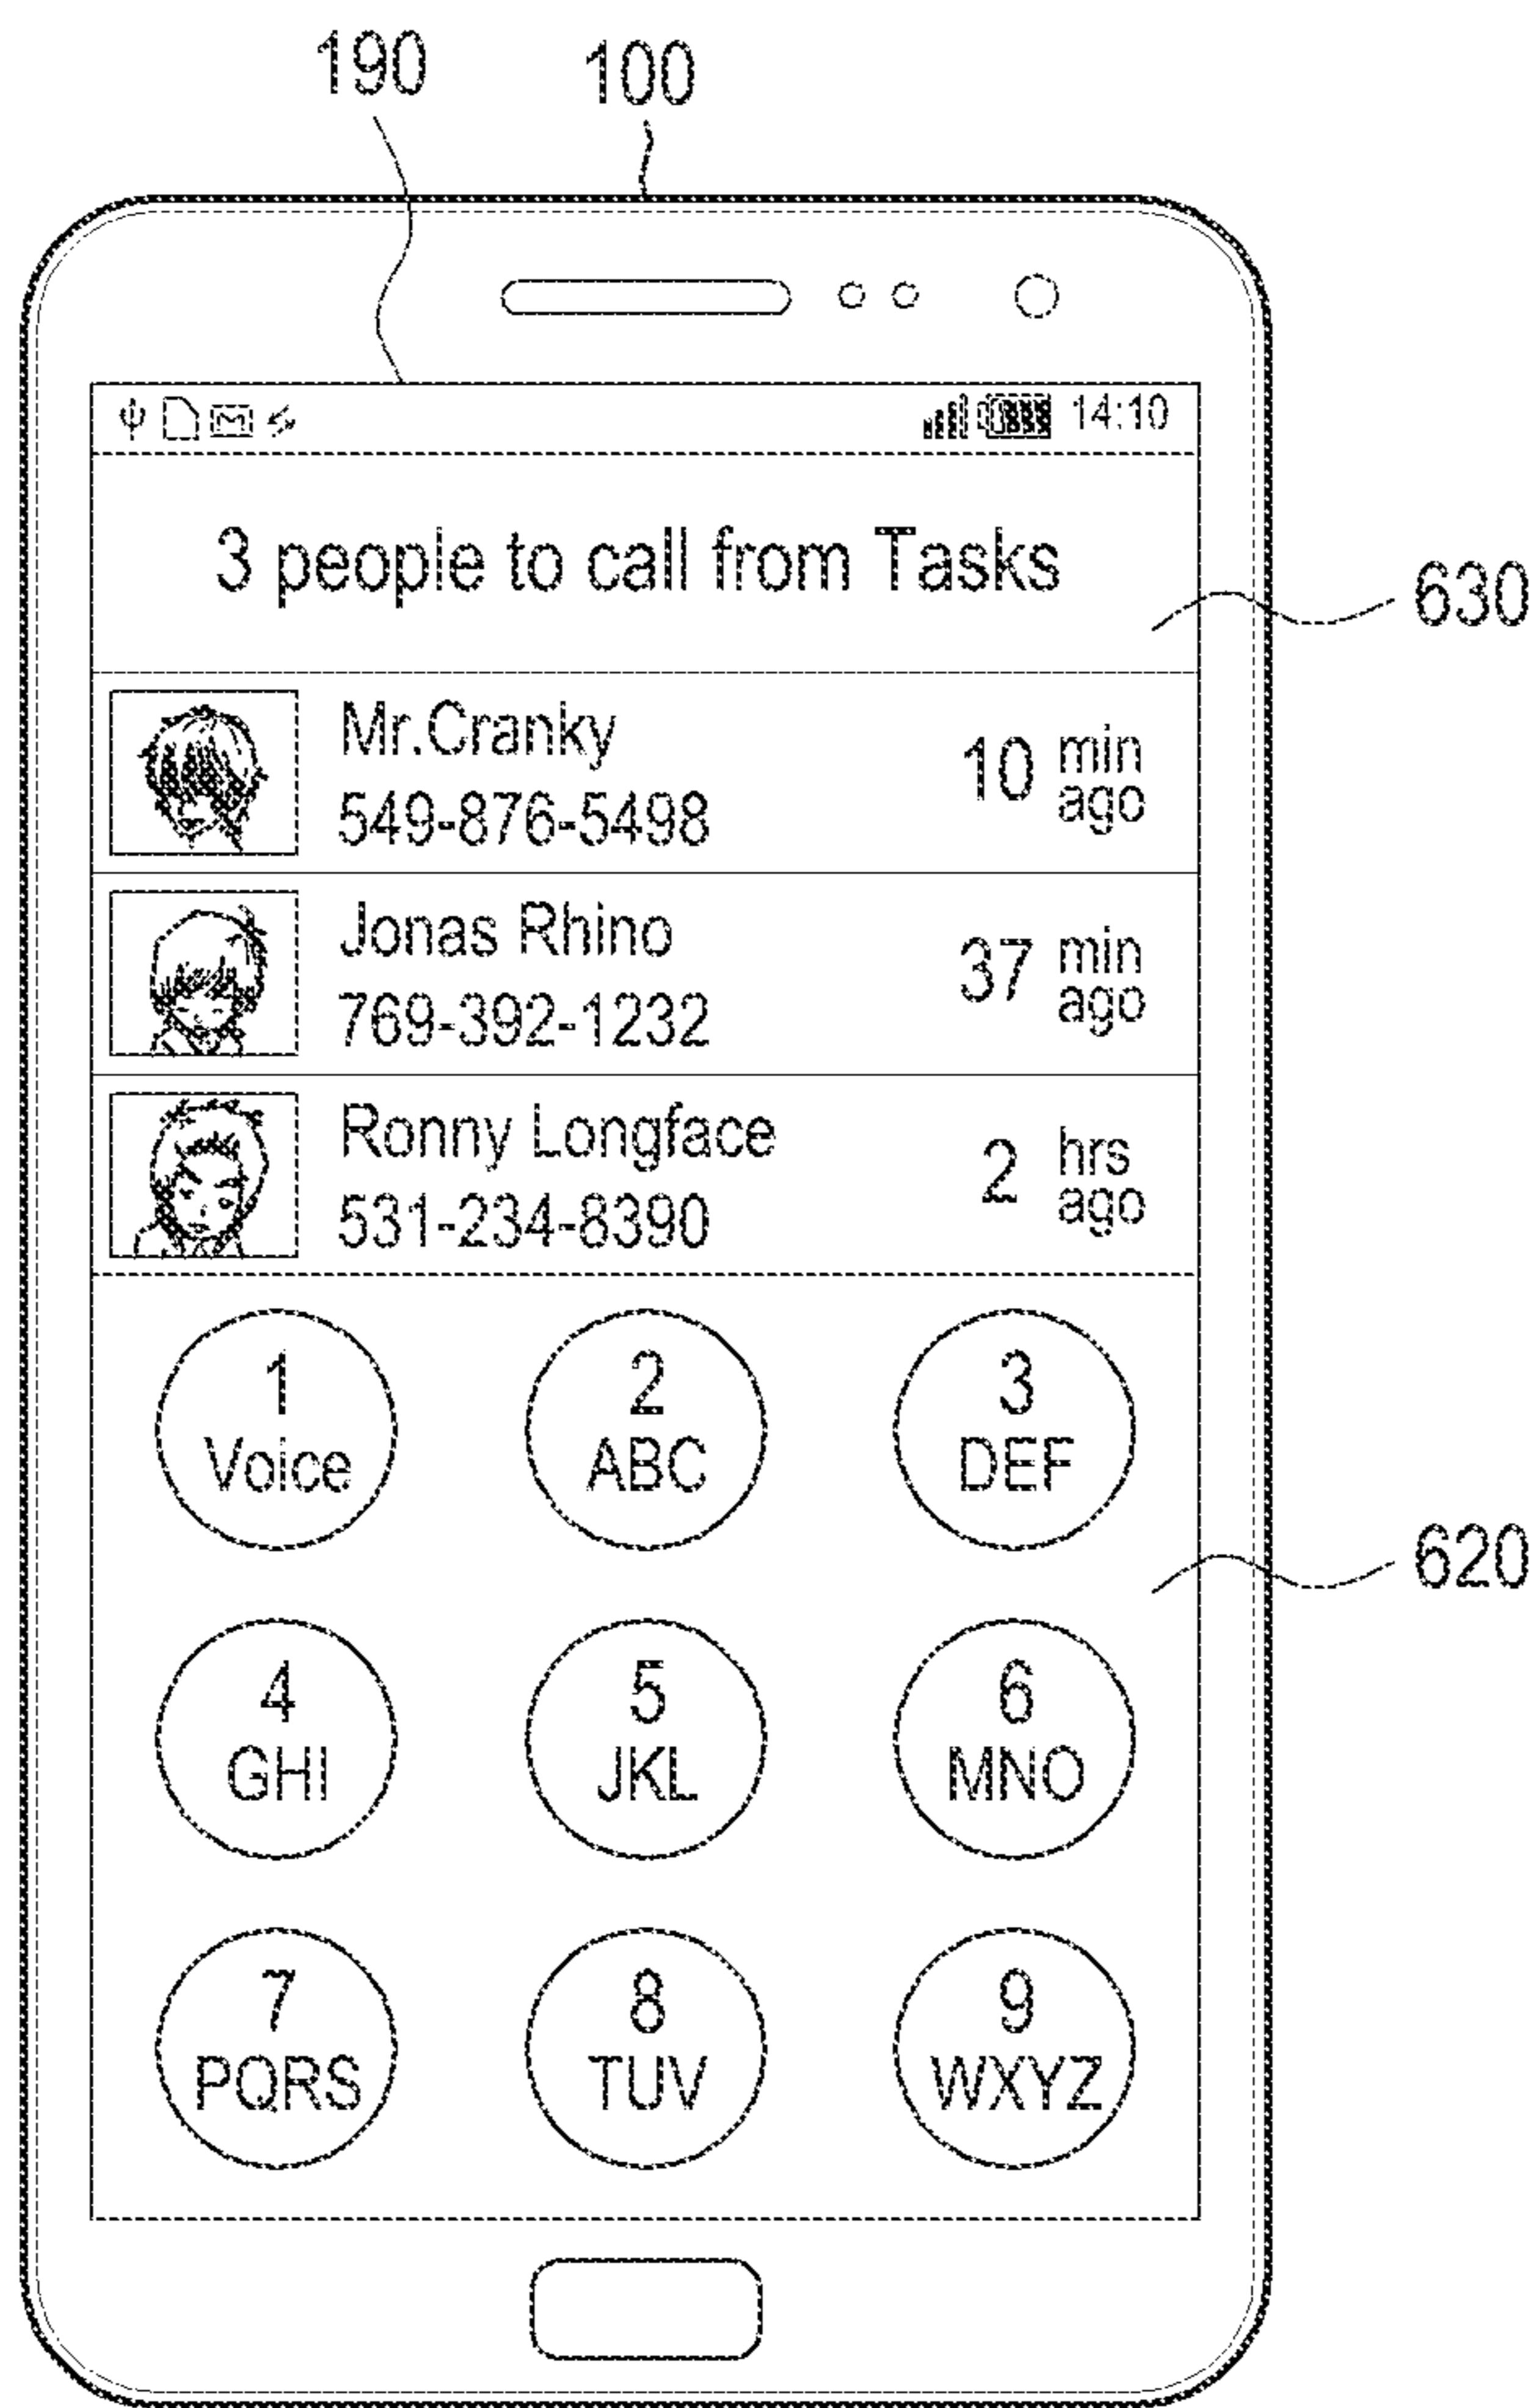 190 100
14:10
3 people to call from Tasks
630
Mr.Cranky
549-876-5498
10 min ago
Jonas Rhino
769-392-1232
37 min ago
Ronny Longface
531-234-8390
2 hrs ago
1 2 3
Voice ABC DEF
620
4 5 6
GHI JKL MNO
7 8 9
PQRS TUV WXYZ